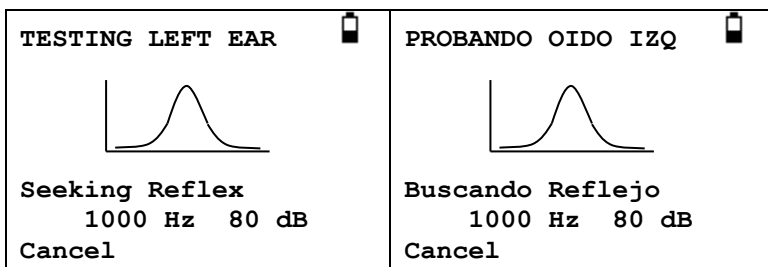 TESTING LEFT EAR
Seeking Reflex
1000 Hz 80 dB
Cancel
PROBANDO OIDO IZQ
Buscando Reflejo
1000 Hz 80 dB
Cancel